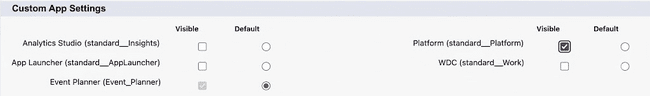 Custom App Settings
Visible Default Visible Default
Analytics Studio (standard__Insights) Platform (standard__Platform)
App Launcher (standard__AppLauncher) WDC (standard__Work)
Event Planner (Event_Planner)